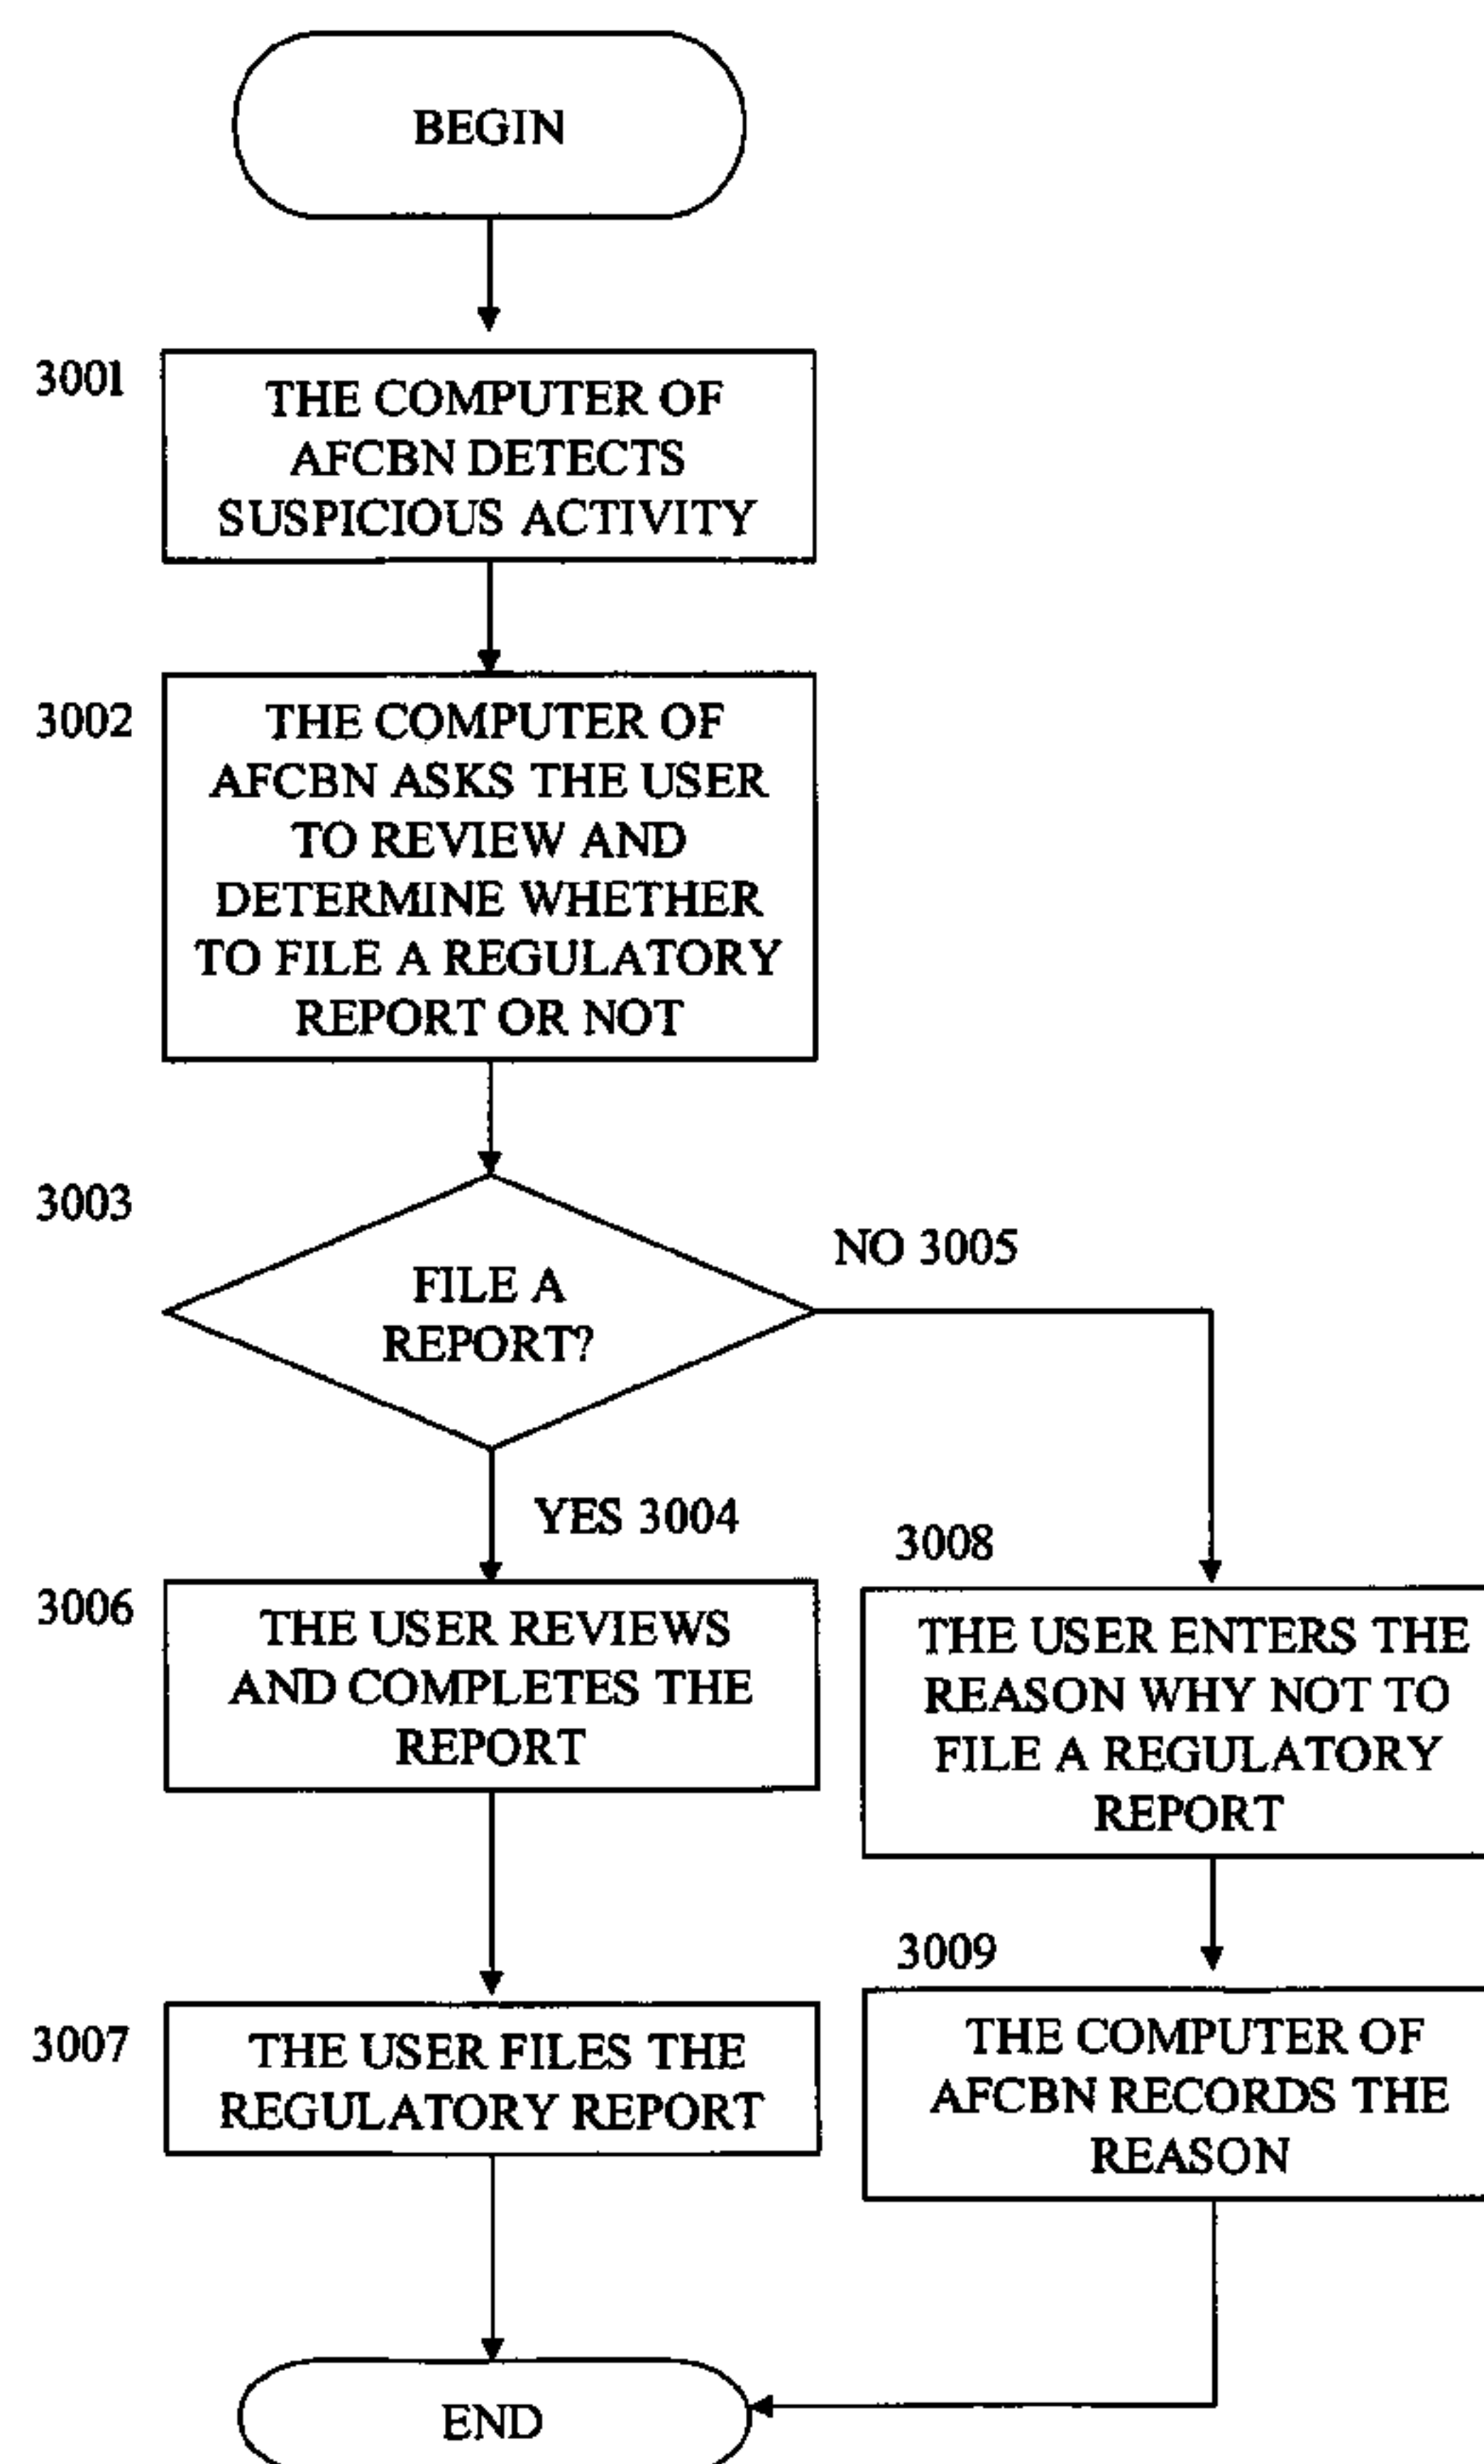 BEGIN
3001
THE COMPUTER OF
AFCBN DETECTS
SUSPICIOUS ACTIVITY
3002
THE COMPUTER OF
AFCBN ASKS THE USER
TO REVIEW AND
DETERMINE WHETHER
TO FILE A REGULATORY
REPORT OR NOT
3003
FILE A
REPORT?
NO 3005
YES 3004
3006
THE USER REVIEWS
AND COMPLETES THE
REPORT
3008
THE USER ENTERS THE
REASON WHY NOT TO
FILE A REGULATORY
REPORT
3007
THE USER FILES THE
REGULATORY REPORT
3009
THE COMPUTER OF
AFCBN RECORDS THE
REASON
END